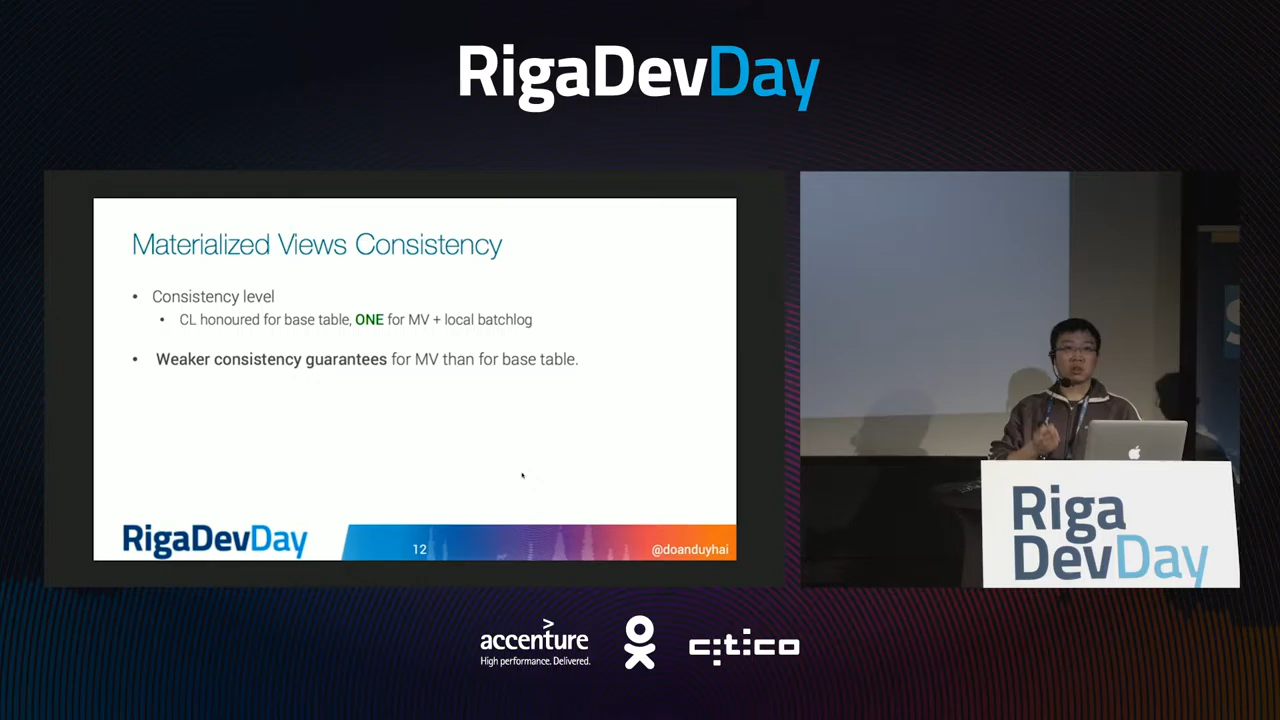 RigaDevDay
Materialized Views Consistency
• Consistency level
• CL honoured for base table, ONE for MV + local batchlog
• Weaker consistency guarantees for MV than for base table.
RigaDevDay
12
@doanduyhai
Riga
DevDay
accenture
High performance. Delivered.
citico